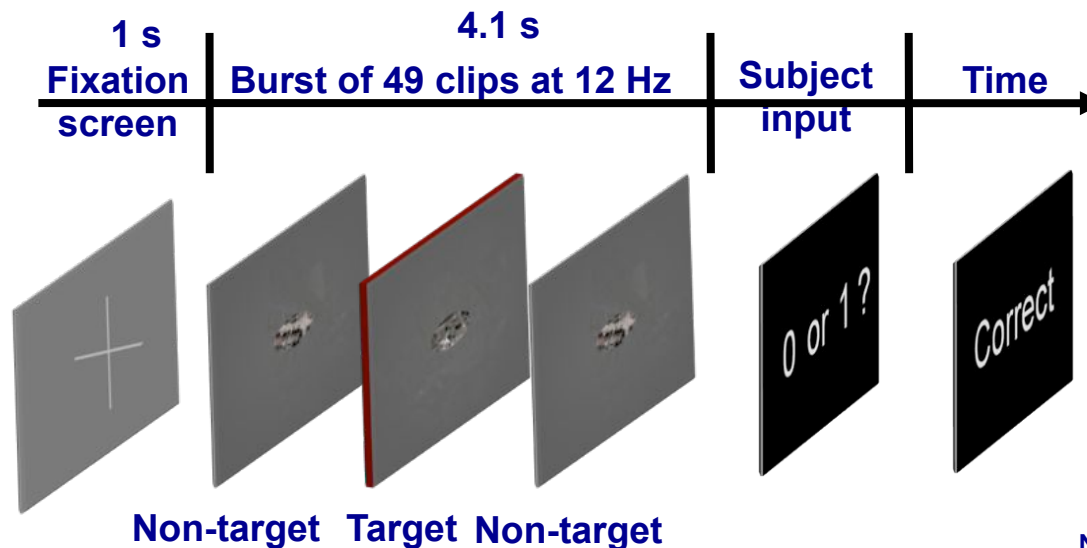 1 s
Fixation
screen
4.1 s
Burst of 49 clips at 12 Hz
Subject
input
Time
0 or 1 ?
Correct
Non-target Target Non-target